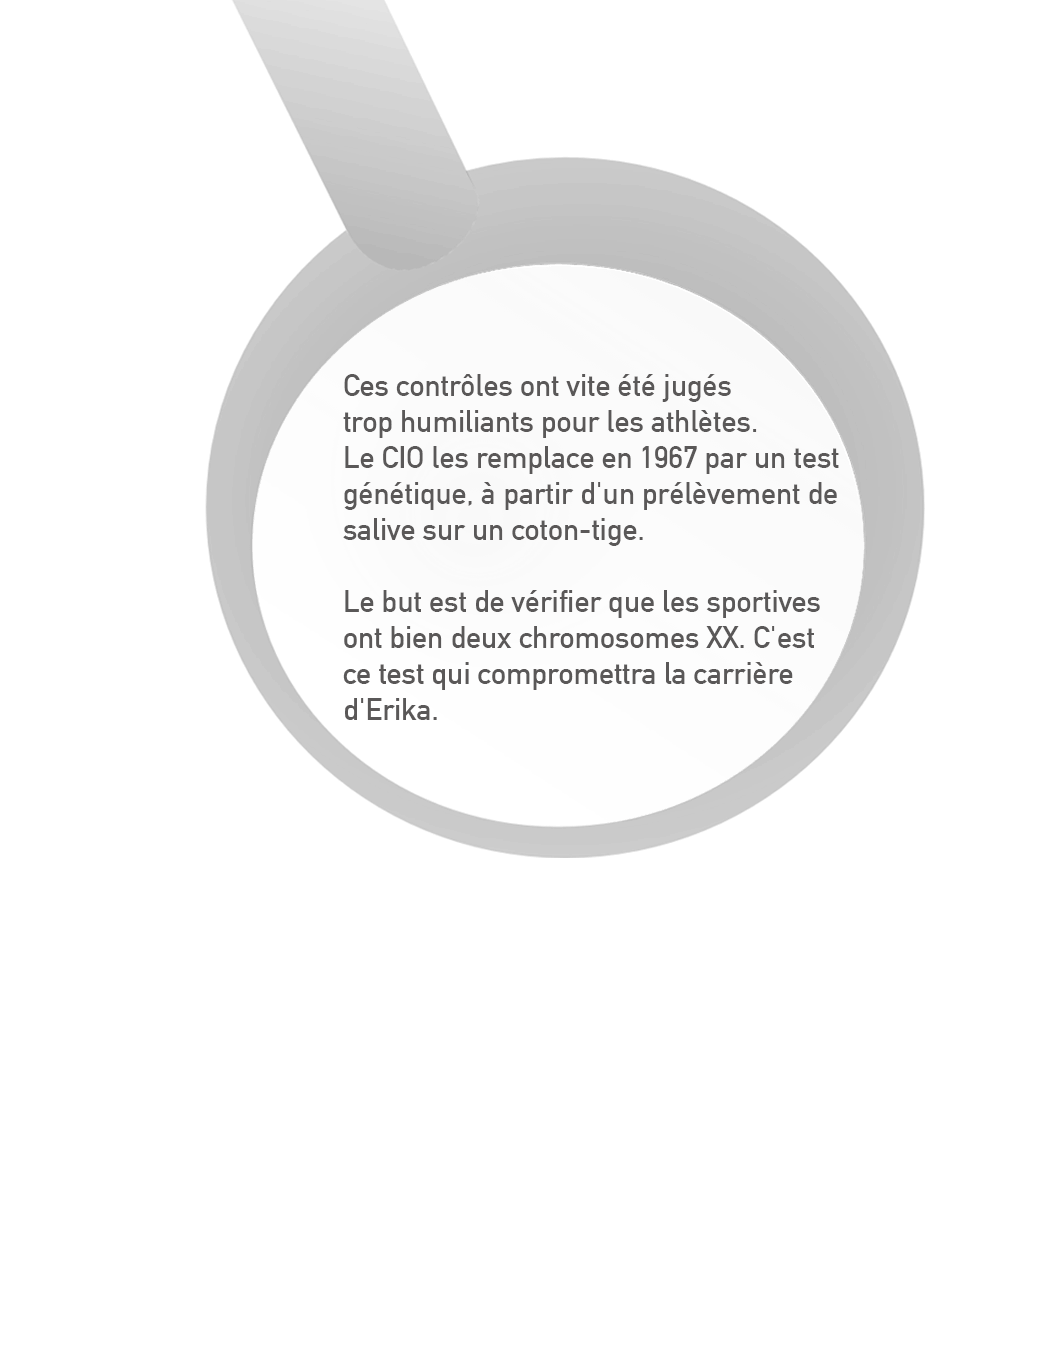 Ces contrôles ont vite été jugés
trop humiliants pour les athlètes.
Le CIO les remplace en 1967 par un test
génétique, à partir d'un prélèvement de
salive sur un coton-tige.
Le but est de vérifier que les sportives
ont bien deux chromosomes XX. C'est
ce test qui compromettra la carrière
d'Erika.